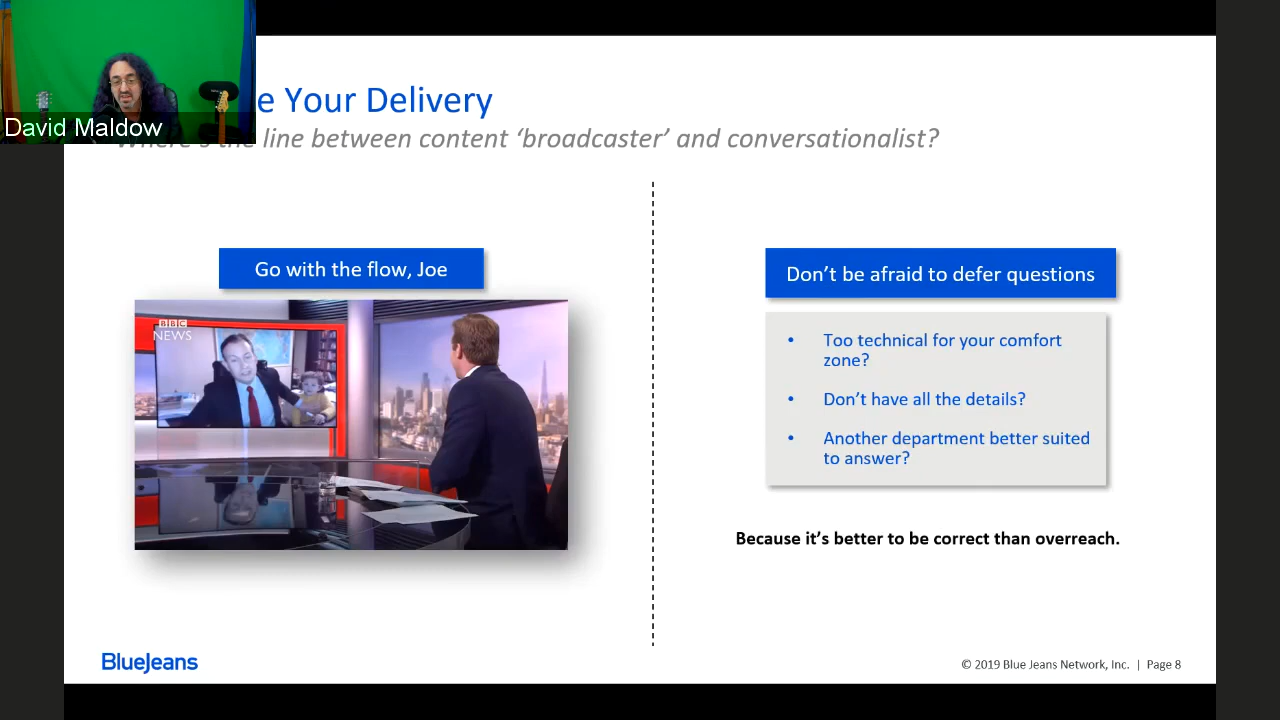 David Maldow
e Your Delivery
line between content ‘broadcaster’ and conversationalist?
Go with the flow, Joe
BBC
NEWS
Don’t be afraid to defer questions
• Too technical for your comfort
zone?
• Don’t have all the details?
• Another department better suited
to answer?
Because it’s better to be correct than overreach.
BlueJeans
© 2019 Blue Jeans Network, Inc. | Page 8